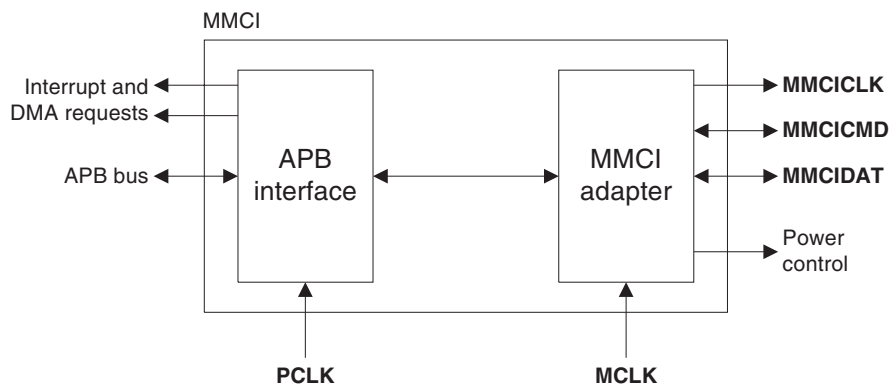 MMCI
Interrupt and
DMA requests
APB bus
APB
interface
MMCI
adapter
MMCICLK
MMCICMD
MMCIDAT
Power
control
PCLK
MCLK